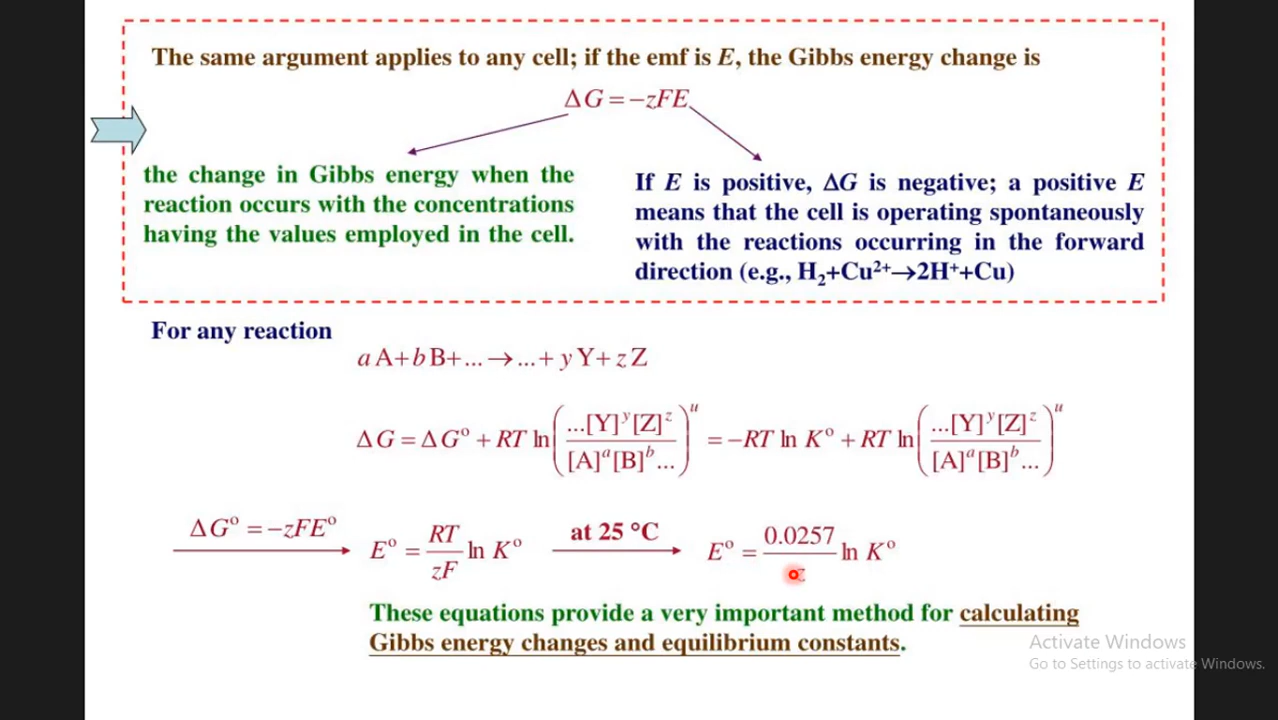 The same argument applies to any cell; if the emf is E, the Gibbs energy change is
ΔG = −zFE
the change in Gibbs energy when the
reaction occurs with the concentrations
having the values employed in the cell.
If E is positive, ΔG is negative; a positive E
means that the cell is operating spontaneously
with the reactions occurring in the forward
direction (e.g., H₂+Cu²⁺→2H⁺+Cu)
For any reaction
a A+b B+... → ...+ y Y+ z Z
ΔG = ΔG° + RT ln(...[Y]^y[Z]^z / [A]^a[B]^b...)^u = −RT ln K° + RT ln(...[Y]^y[Z]^z / [A]^a[B]^b...)^u
ΔG° = −zFE° E° = RT/zF ln K° at 25 °C E° = 0.0257/ ln K°
These equations provide a very important method for calculating
Gibbs energy changes and equilibrium constants.
Activate Windows
Go to Settings to activate Windows.